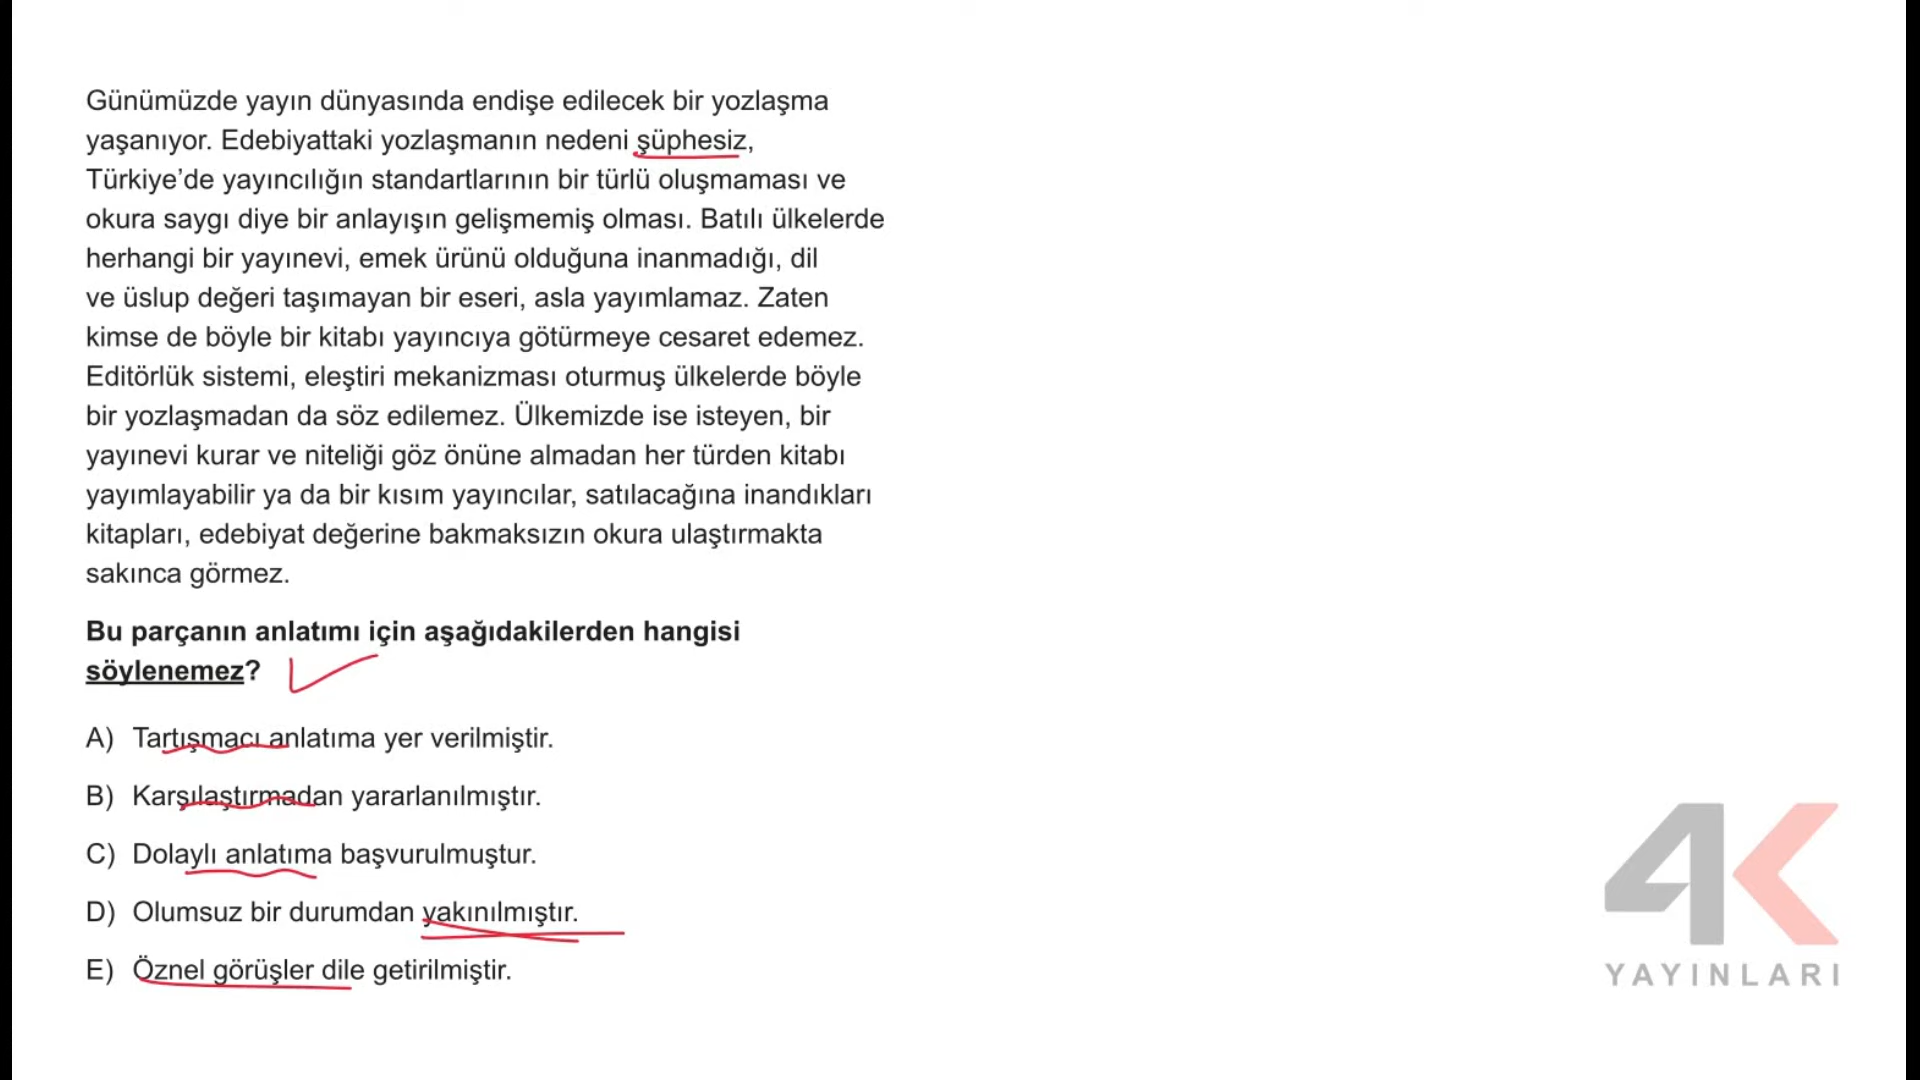 Günümüzde yayın dünyasında endişe edilecek bir yozlaşma
yaşanıyor. Edebiyattaki yozlaşmanın nedeni şüphesiz,
Türkiye’de yayıncılığın standartlarının bir türlü oluşmaması ve
okura saygı diye bir anlayışın gelişmemiş olması. Batılı ülkelerde
herhangi bir yayınevi, emek ürünü olduğuna inanmadığı, dil
ve üslup değeri taşımayan bir eseri, asla yayımlamaz. Zaten
kimse de böyle bir kitabı yayıncıya götürmeye cesaret edemez.
Editörlük sistemi, eleştiri mekanizması oturmuş ülkelerde böyle
bir yozlaşmadan da söz edilemez. Ülkemizde ise isteyen, bir
yayınevi kurar ve niteliği göz önüne almadan her türden kitabı
yayımlayabilir ya da bir kısım yayıncılar, satılacağına inandıkları
kitapları, edebiyat değerine bakmaksızın okura ulaştırmakta
sakınca görmez.
Bu parçanın anlatımı için aşağıdakilerden hangisi
söylenemez?
A) Tartışmacı anlatıma yer verilmiştir.
B) Karşılaştırmadan yararlanılmıştır.
C) Dolaylı anlatıma başvurulmuştur.
D) Olumsuz bir durumdan yakınılmıştır.
E) Öznel görüşler dile getirilmiştir.
4K
YAYINLARI